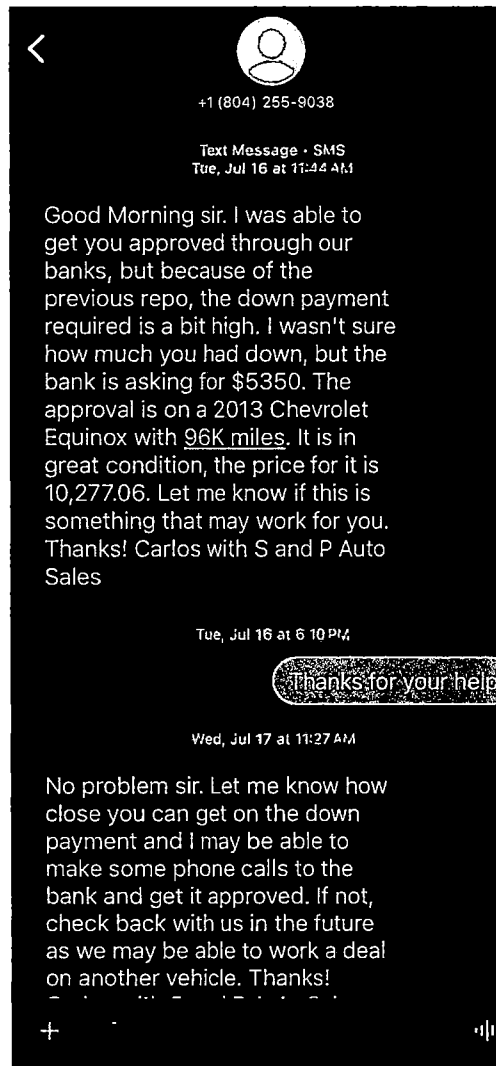 +1 (804) 255-9038
Text Message • SMS
Tue, Jul 16 at 11:44 AM
Good Morning sir. I was able to
get you approved through our
banks, but because of the
previous repo, the down payment
required is a bit high. I wasn't sure
how much you had down, but the
bank is asking for $5350. The
approval is on a 2013 Chevrolet
Equinox with 96K miles. It is in
great condition, the price for it is
10,277.06. Let me know if this is
something that may work for you.
Thanks! Carlos with S and P Auto
Sales
Tue, Jul 16 at 6:10 PM
Thanks for your help
Wed, Jul 17 at 11:27 AM
No problem sir. Let me know how
close you can get on the down
payment and I may be able to
make some phone calls to the
bank and get it approved. If not,
check back with us in the future
as we may be able to work a deal
on another vehicle. Thanks!